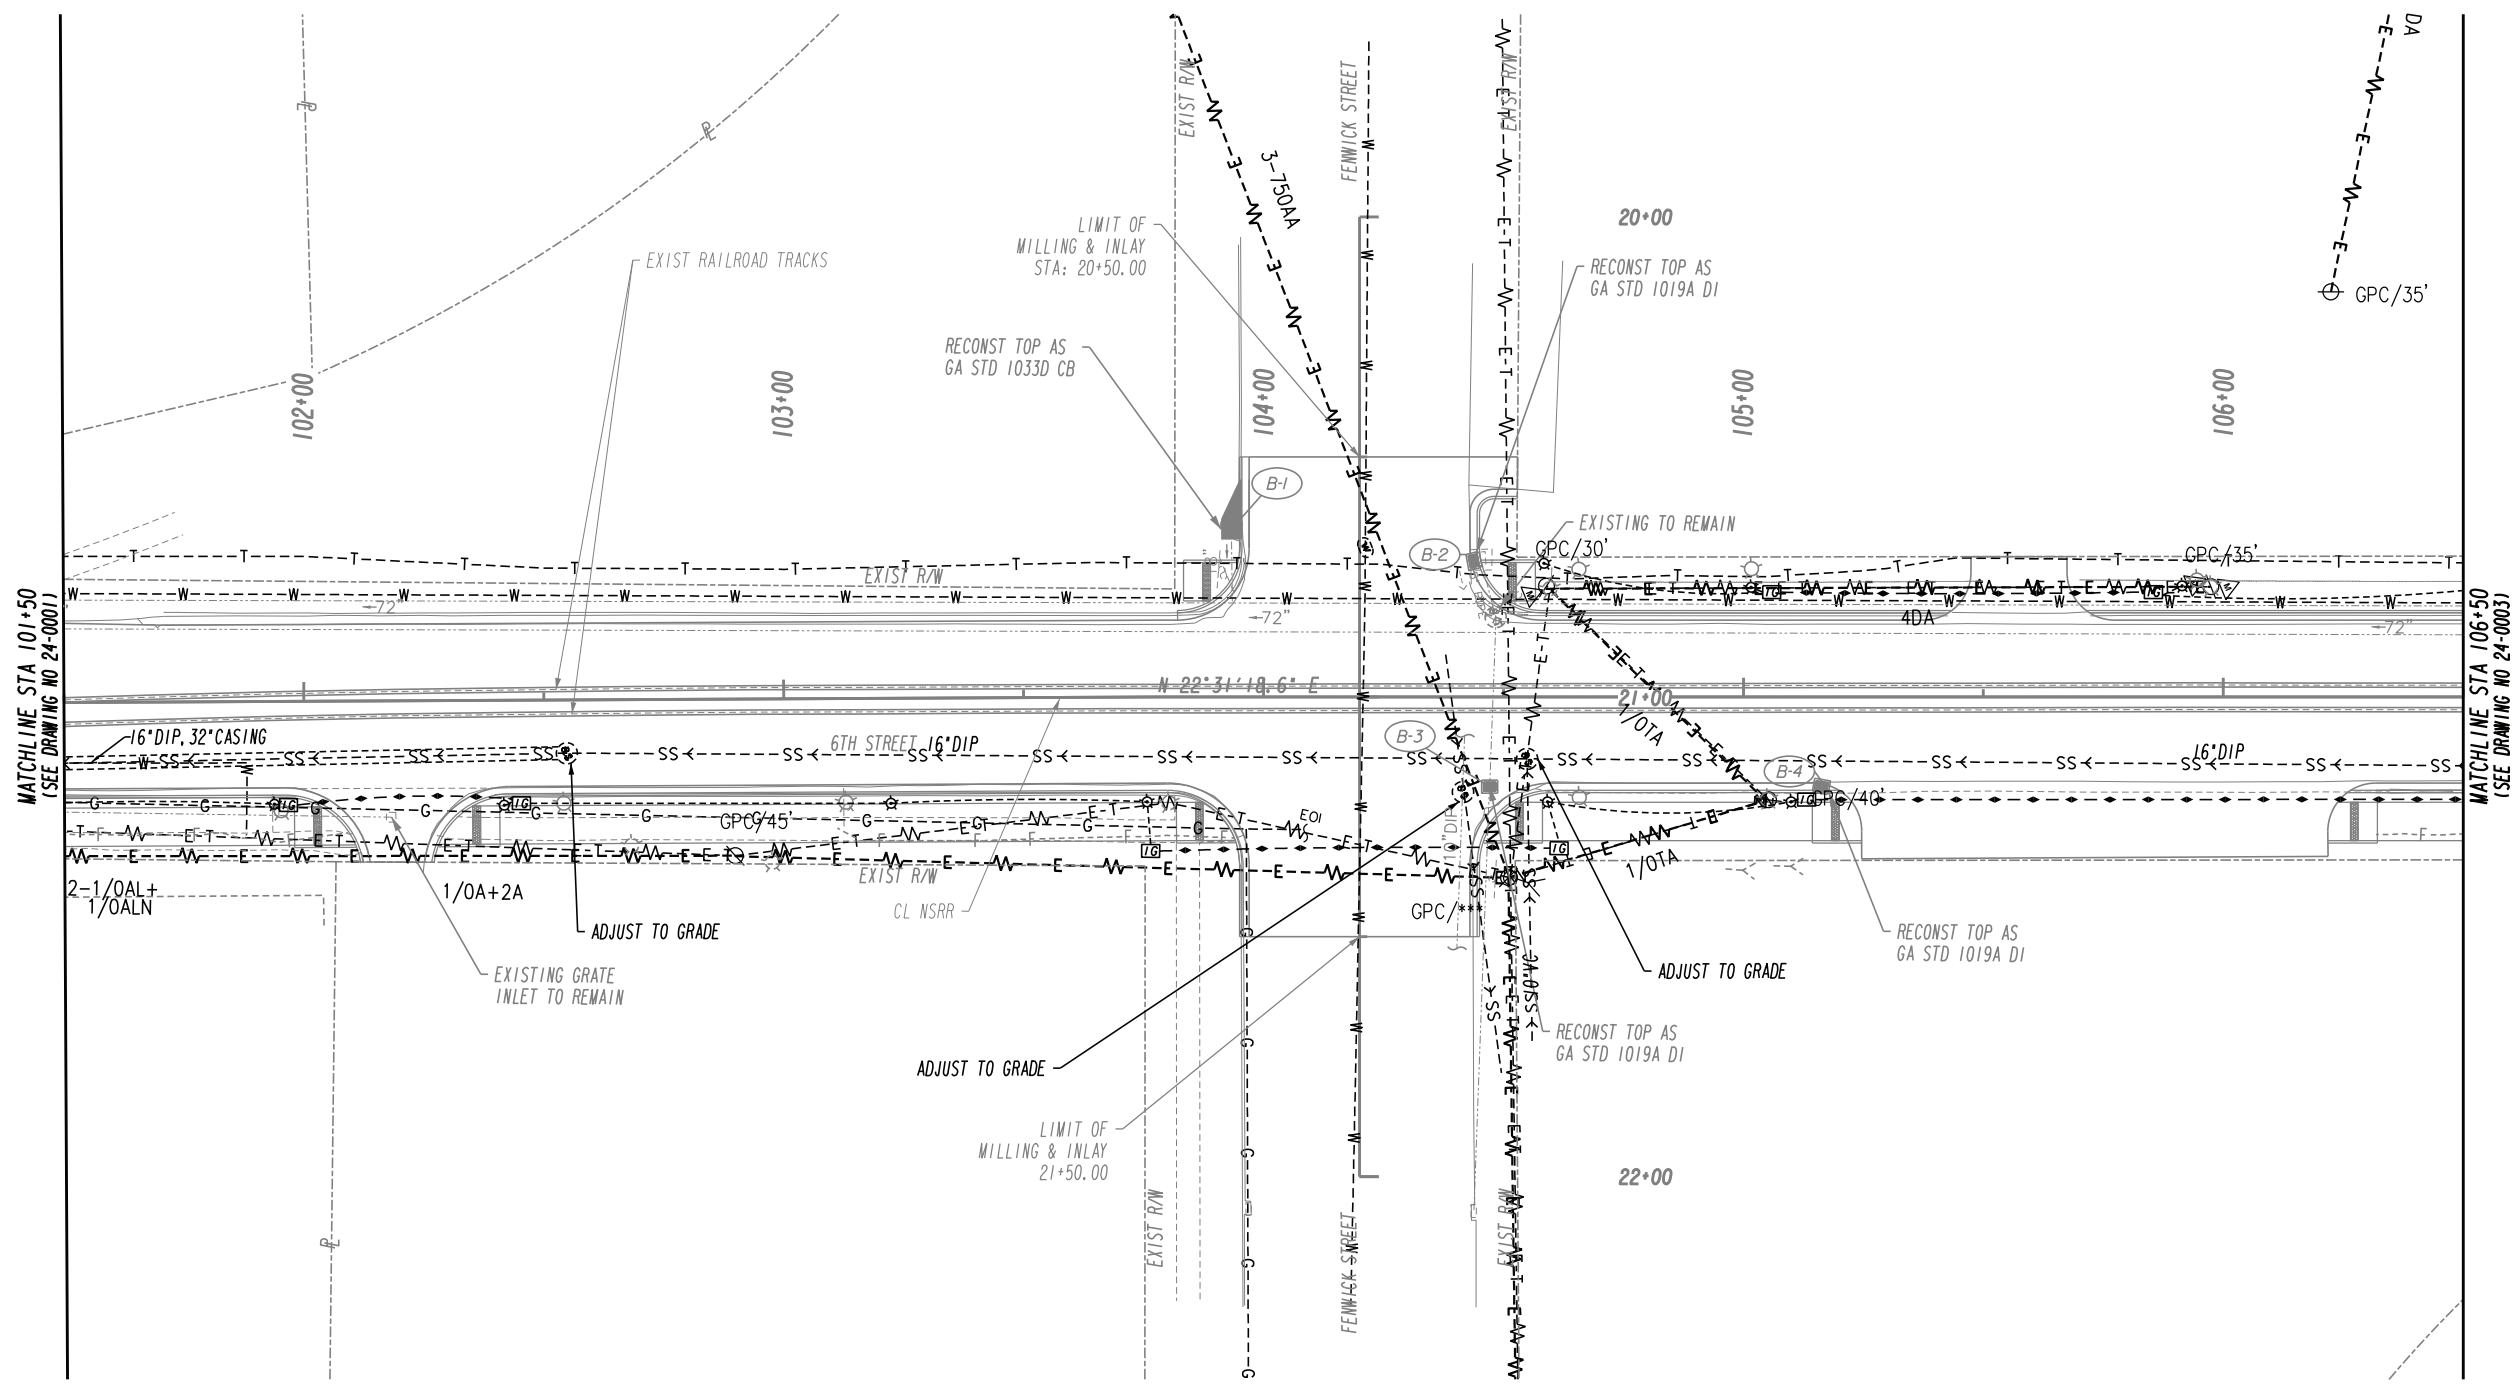 DA
EXIST R/W
FENWICK STREET
EXIST R/W
3-750AA
LIMIT OF
MILLING & INLAY
STA: 20+50.00
20+00
EXIST RAILROAD TRACKS
RECONST TOP AS
GA STD 1019A DI
GPC/35'
RECONST TOP AS
GA STD 1033D CB
102+00
103+00
104+00
105+00
106+00
B-1
EXISTING TO REMAIN
B-2
GPC/30'
GPC/35'
EXIST R/W
72"
72"
4DA
72"
MATCHLINE STA 101+50
(SEE DRAWING NO 24-0001)
MATCHLINE STA 106+50
(SEE DRAWING NO 24-0003)
N 22°31'18.6" E
21+00
1/0TA
16"DIP, 32"CASING
6TH STREET
16"DIP
B-3
16"DIP
B-4
GPC/40'
GPC/45'
EOI
10"DIP
EXIST R/W
1/0TA
2-1/0AL+
1/0ALN
1/0A+2A
CL NSRR
GPC/***
ADJUST TO GRADE
RECONST TOP AS
GA STD 1019A DI
EXISTING GRATE
INLET TO REMAIN
10"VC
ADJUST TO GRADE
RECONST TOP AS
GA STD 1019A DI
ADJUST TO GRADE
LIMIT OF
MILLING & INLAY
21+50.00
22+00
EXIST R/W
FENWICK STREET
EXIST R/W